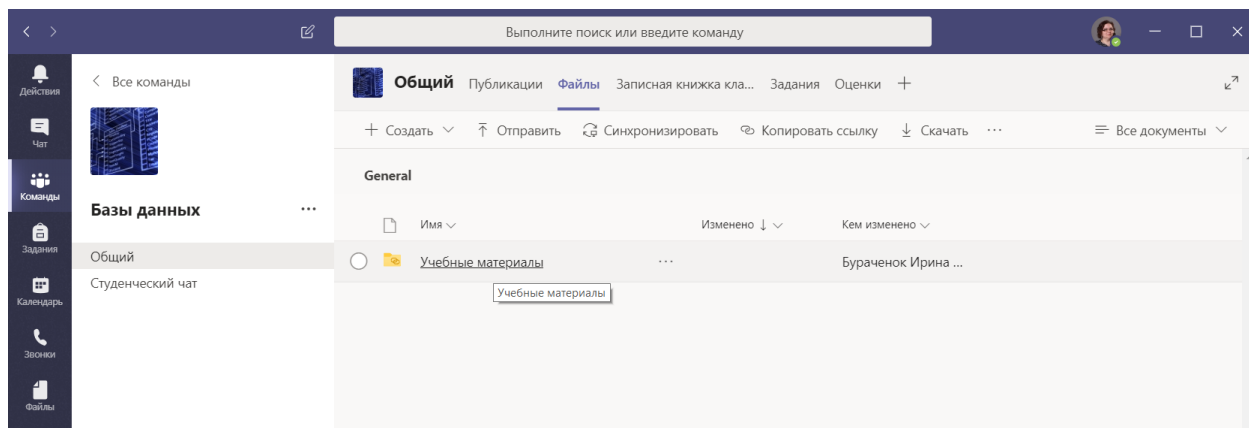 Выполните поиск или введите команду
Действия
Чат
Команды
Задания
Календарь
Звонки
Файлы
Все команды
Базы данных
Общий
Студенческий чат
Общий Публикации Файлы Записная книжка кла... Задания Оценки
Создать Отправить Синхронизировать Копировать ссылку Скачать ... Все документы
General
Имя Изменено Кем изменено
Учебные материалы ... Бураченок Ирина ...
Учебные материалы